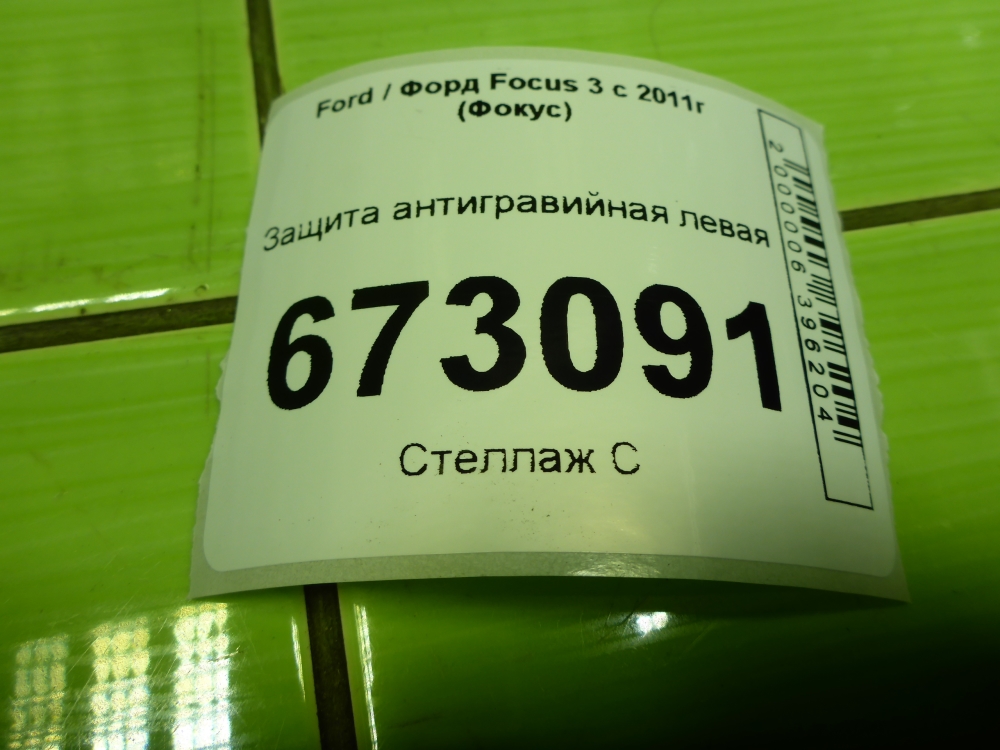 Ford / Форд Focus 3 с 2011г
(Фокус)
Защита антигравийная левая
673091
Стеллаж С
2000006396204